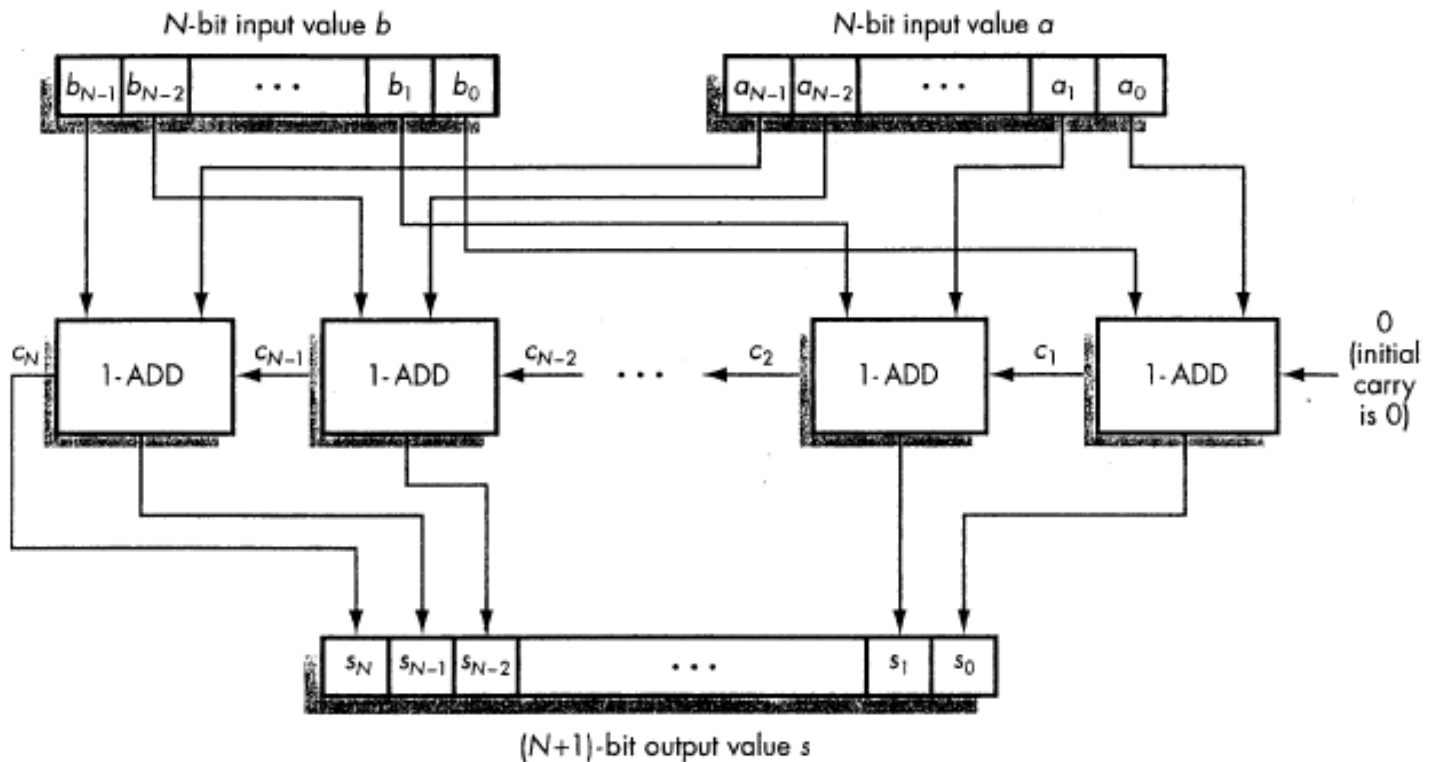 N-bit input value b
N-bit input value a
b_{N-1} b_{N-2} ··· b_1 b_0
a_{N-1} a_{N-2} ··· a_1 a_0
0
(initial
carry
is 0)
c_N
1-ADD
c_{N-1}
1-ADD
c_{N-2}
···
c_2
1-ADD
c_1
1-ADD
s_N s_{N-1} s_{N-2} ··· s_1 s_0
(N+1)-bit output value s